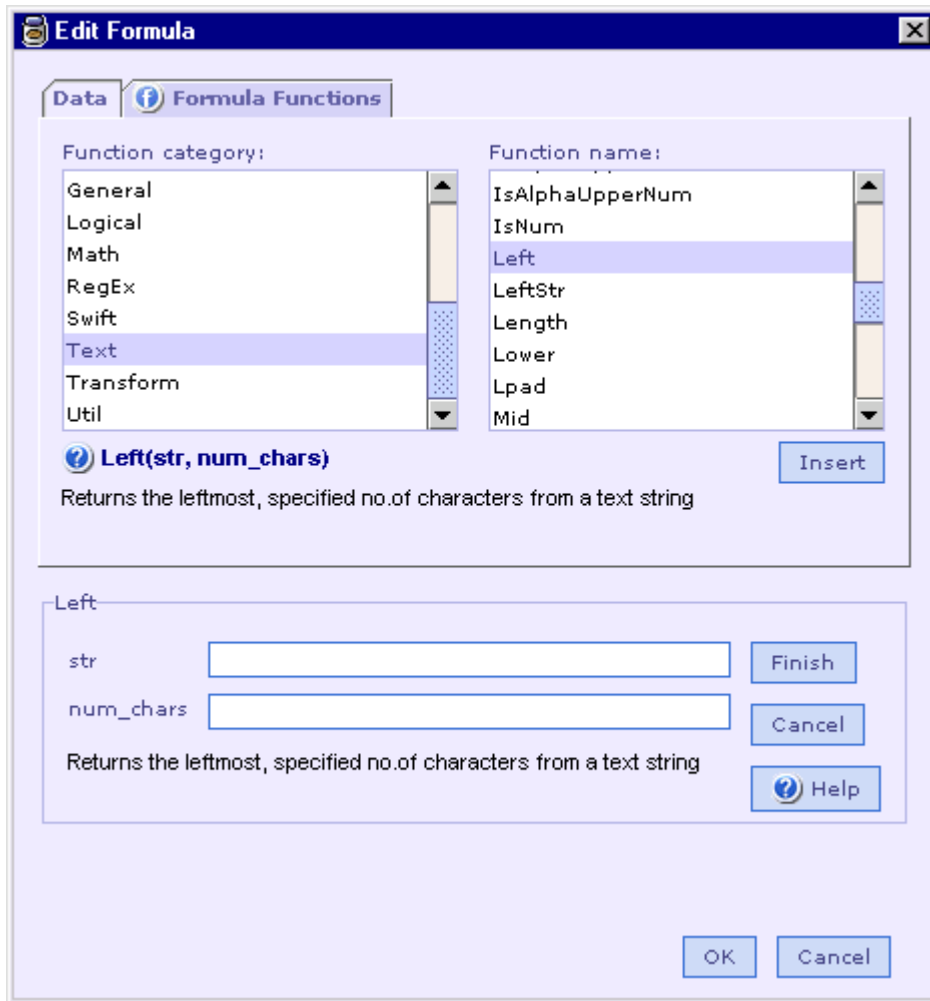 Edit Formula
Data
Formula Functions
Function category:
General
Logical
Math
RegEx
Swift
Text
Transform
Util
Function name:
IsAlphaUpperNum
IsNum
Left
LeftStr
Length
Lower
Lpad
Mid
Left(str, num_chars)
Insert
Returns the leftmost, specified no.of characters from a text string
Left
str
Finish
num_chars
Cancel
Returns the leftmost, specified no.of characters from a text string
Help
OK
Cancel